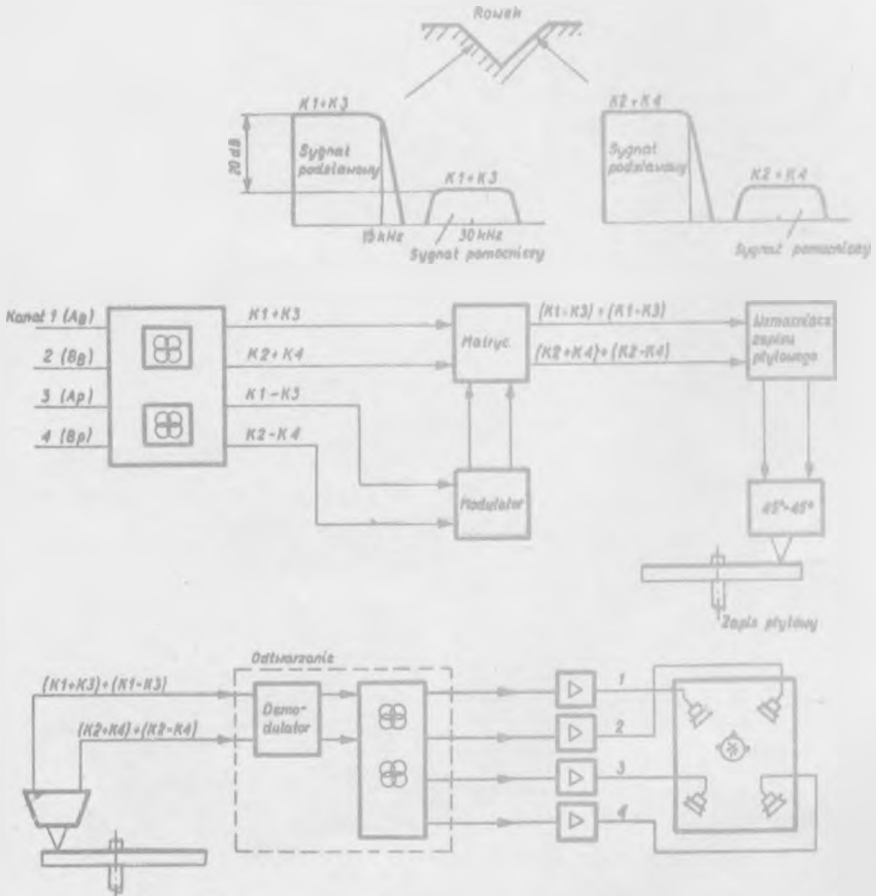 Rowek
K1+K3
K2+K4
20 dB
Sygnał
podstawowy
Sygnał
podstawowy
K1+K3
K2+K4
15 kHz
30 kHz
Sygnał pomocniczy
Sygnał pomocniczy
Kanał 1 (AB)
2 (BB)
3 (Ap)
4 (Bp)
K1+K3
K2+K4
K1-K3
K2-K4
Matryc.
Modulator
(K1-K3)+(K1-K3)
(K2+K4)+(K2-K4)
Wzmacniacz
zapisu
płytowego
45°-45°
Zapis płytowy
Odtwarzanie
(K1+K3)+(K1-K3)
(K2+K4)+(K2-K4)
Demo-
dulator
1
2
3
4